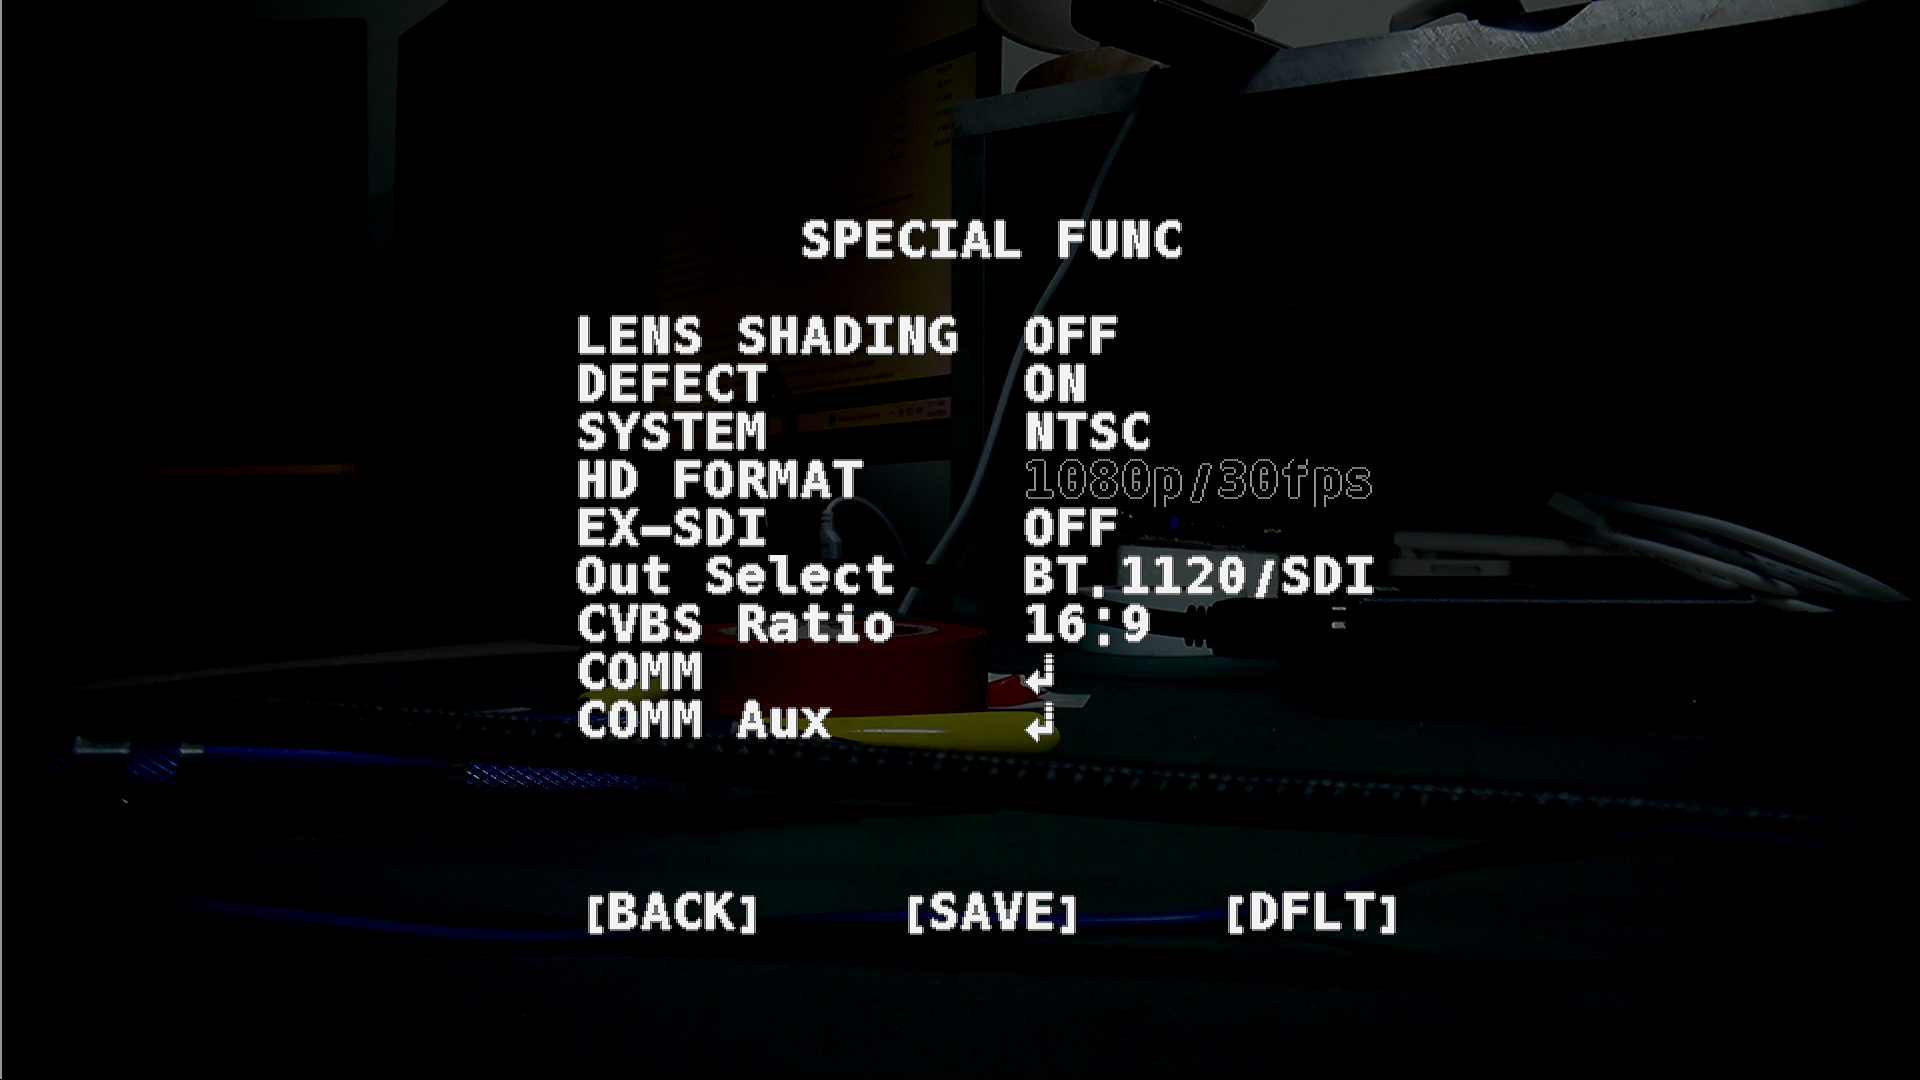 SPECIAL FUNC
LENS SHADING OFF
DEFECT ON
SYSTEM NTSC
HD FORMAT 1080p/30fps
EX-SDI OFF
Out Select BT.1120/SDI
CVBS Ratio 16:9
COMM ↲
COMM Aux ↲
[BACK] [SAVE] [DFLT]